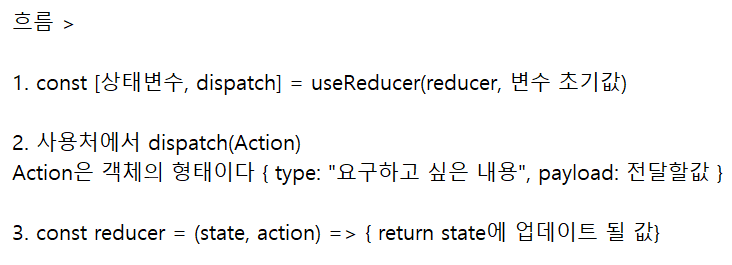 흐름 >
1. const [상태변수, dispatch] = useReducer(reducer, 변수 초기값)
2. 사용처에서 dispatch(Action)
Action은 객체의 형태이다 { type: "요구하고 싶은 내용", payload: 전달할값 }
3. const reducer = (state, action) => { return state에 업데이트 될 값}